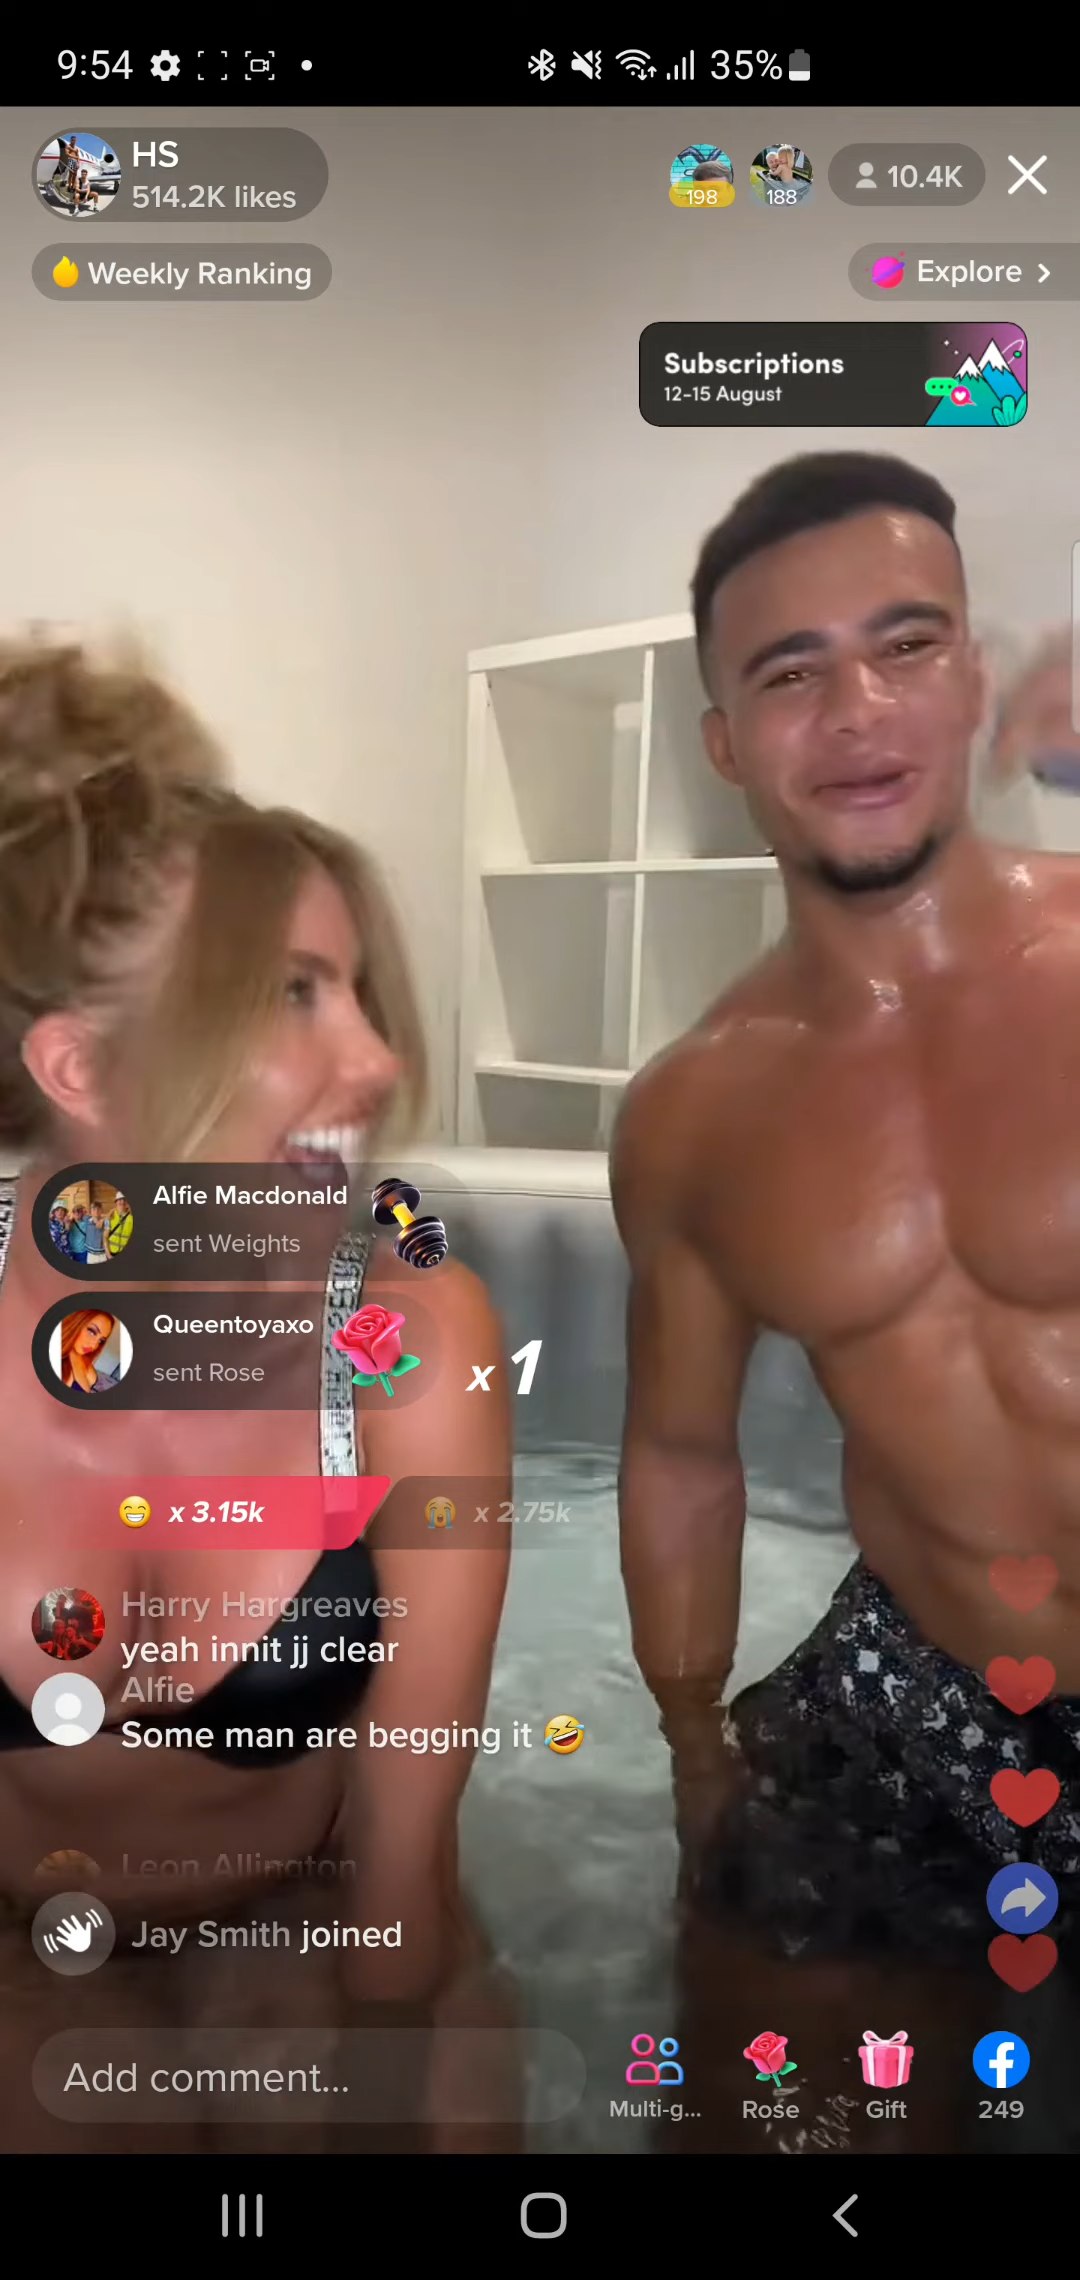 9:54
35%
HS
514.2K likes
198
188
10.4K
Weekly Ranking
Explore
Subscriptions
12-15 August
Alfie Macdonald
sent Weights
Queentoyaxo
sent Rose
x 1
x 3.15k
x 2.75k
Harry Hargreaves
yeah innit jj clear
Alfie
Some man are begging it 🤣
Leon Allington
Jay Smith joined
Add comment...
Multi-g...
Rose
Gift
249